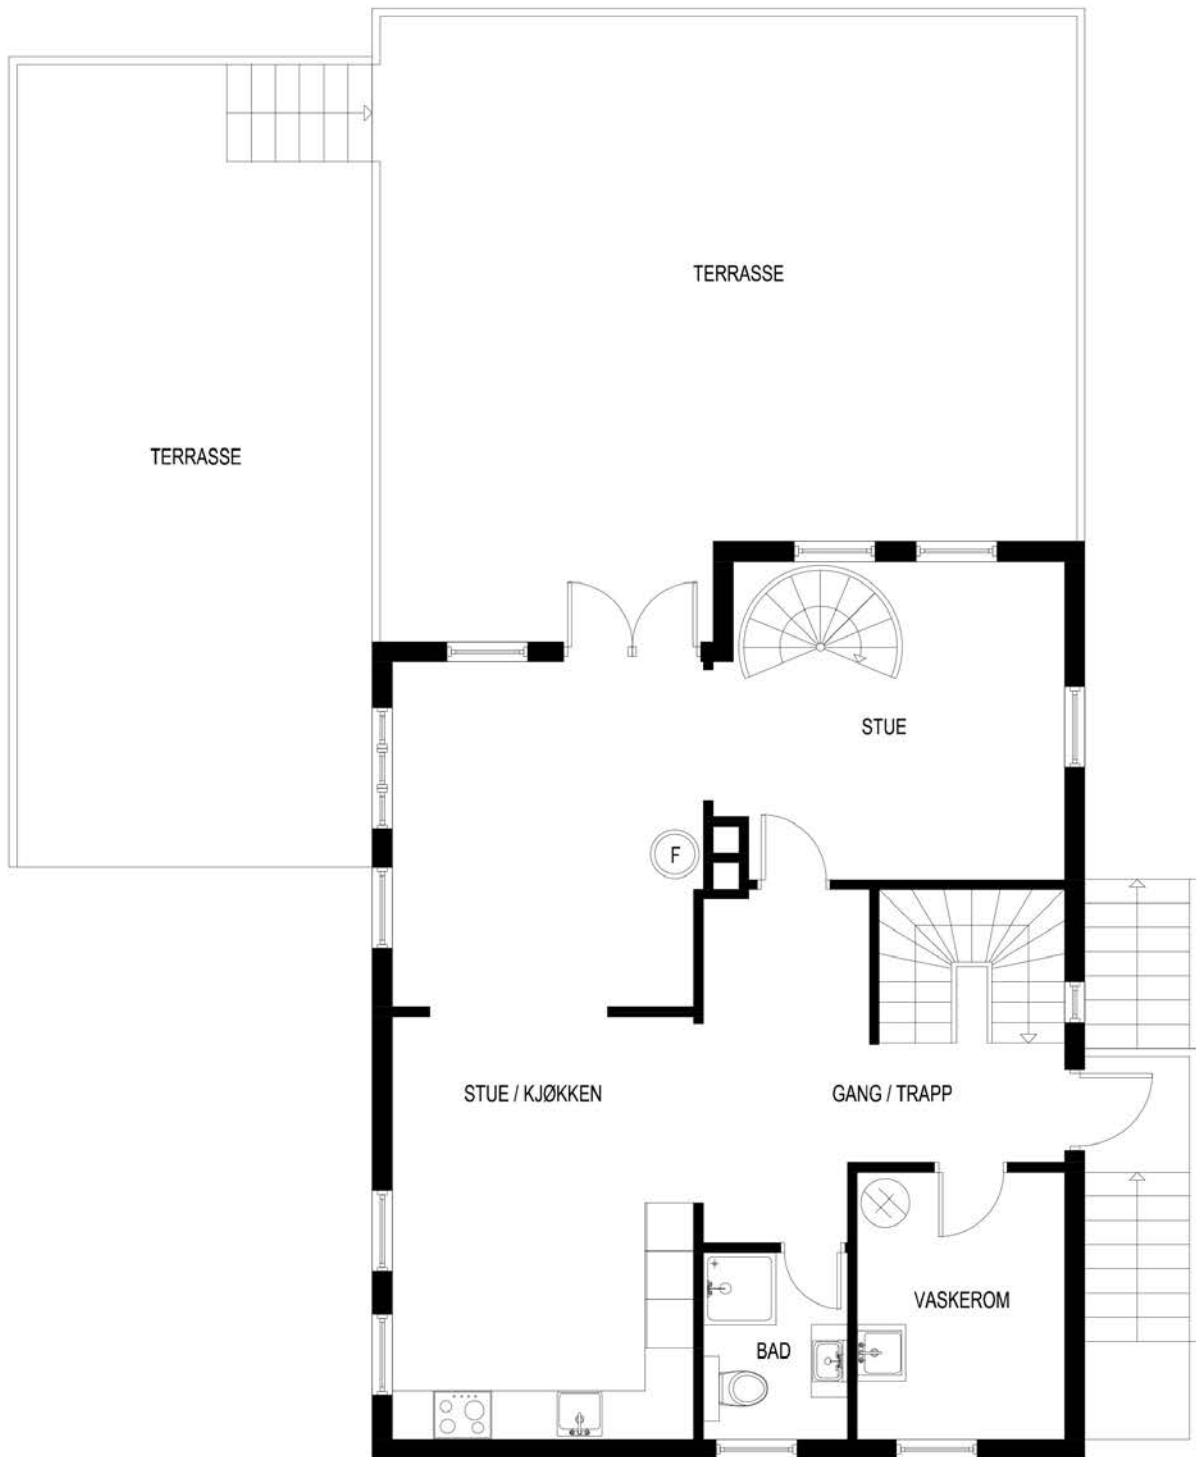 TERRASSE
TERRASSE
STUE
F
STUE / KJØKKEN
GANG / TRAPP
VASKEROM
BAD